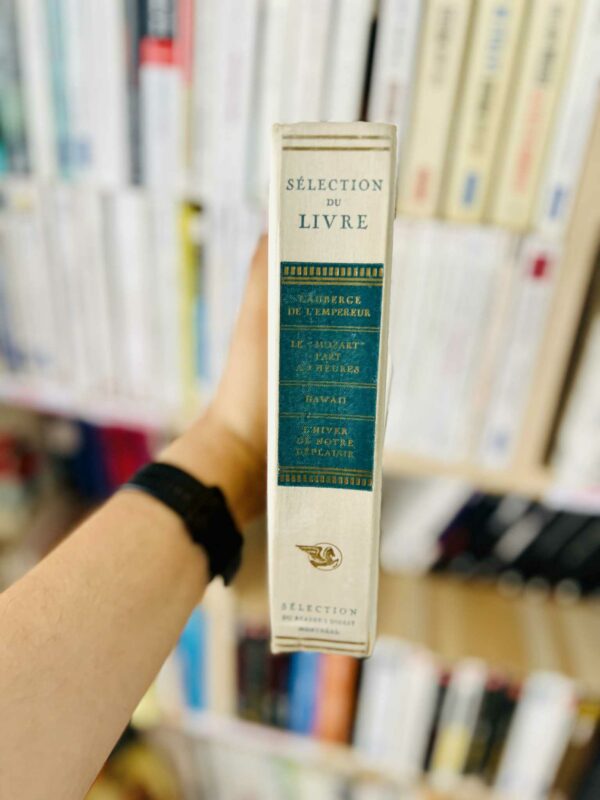 SÉLECTION
DU
LIVRE
L'AUBERGE
DE L'EMPEREUR
LE "MOZART"
PART
À HEURES
HAWAII
L'HIVER
DE NOTRE
DÉPLAISIR
SÉLECTION
DU READER'S DIGEST
MONTRÉAL